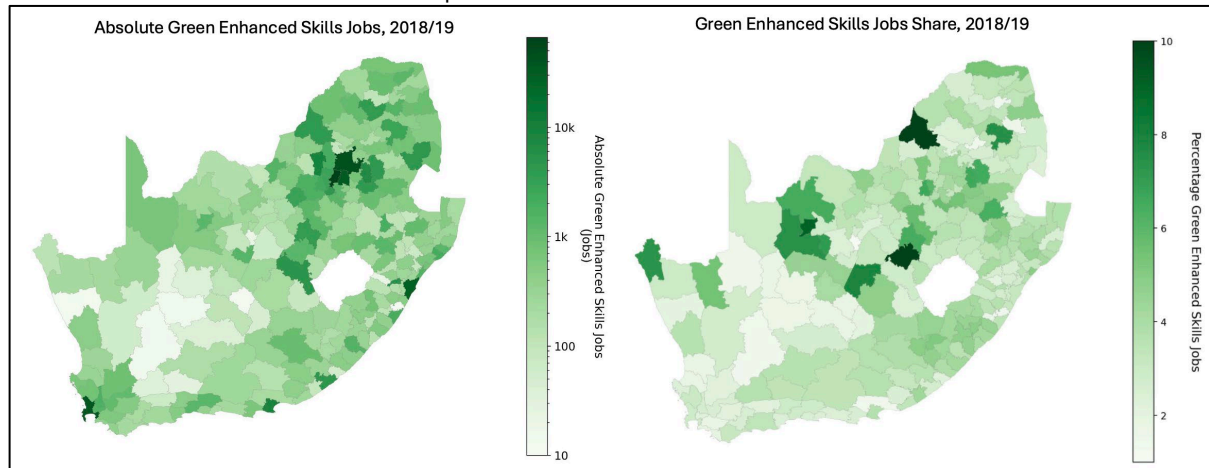 Absolute Green Enhanced Skills Jobs, 2018/19
10k
1k
100
10
Absolute Green Enhanced Skills Jobs
(Jobs)
Green Enhanced Skills Jobs Share, 2018/19
10
8
6
4
2
Percentage Green Enhanced Skills Jobs